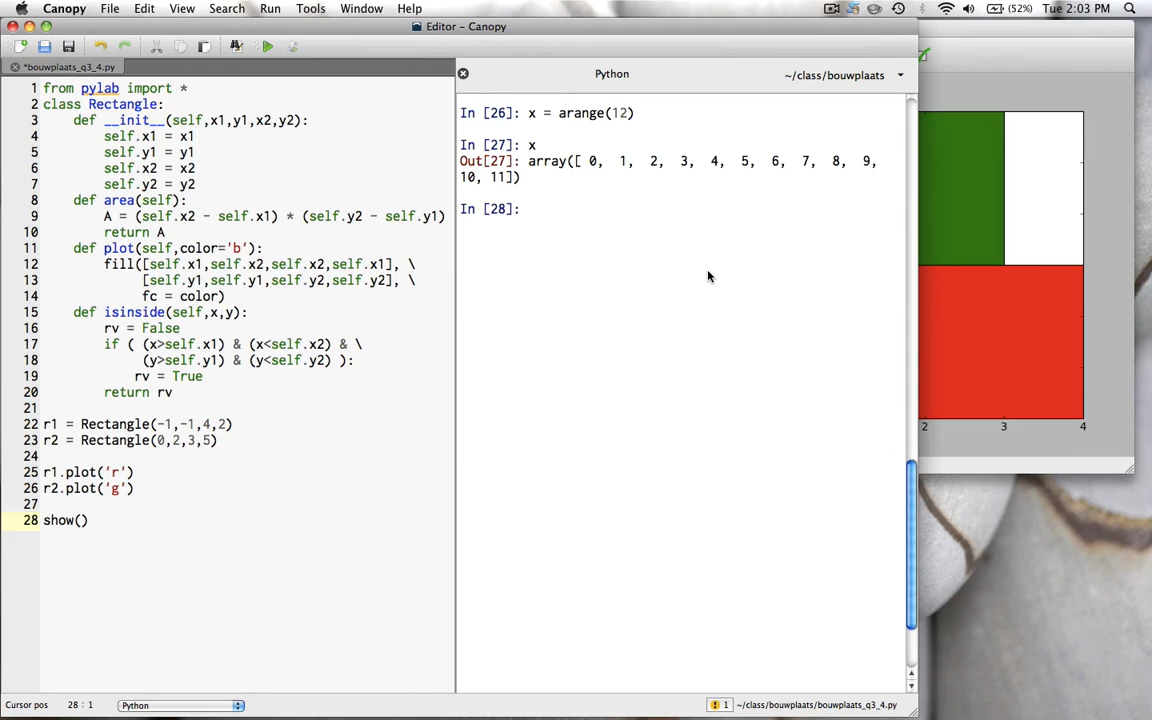 Canopy File Edit View Search Run Tools Window Help (52%) Tue 2:03 PM
Editor – Canopy
*bouwplaats_q3_4.py
1 from pylab import *
2 class Rectangle:
3     def __init__(self,x1,y1,x2,y2):
4         self.x1 = x1
5         self.y1 = y1
6         self.x2 = x2
7         self.y2 = y2
8     def area(self):
9         A = (self.x2 - self.x1) * (self.y2 - self.y1)
10         return A
11     def plot(self,color='b'):
12         fill([self.x1,self.x2,self.x2,self.x1], \
13              [self.y1,self.y1,self.y2,self.y2], \
14              fc = color)
15     def isinside(self,x,y):
16         rv = False
17         if ( (x>self.x1) & (x<self.x2) & \
18              (y>self.y1) & (y<self.y2) ):
19             rv = True
20         return rv
21
22 r1 = Rectangle(-1,-1,4,2)
23 r2 = Rectangle(0,2,3,5)
24
25 r1.plot('r')
26 r2.plot('g')
27
28 show()
Python ~/class/bouwplaats
In [26]: x = arange(12)
In [27]: x
Out[27]: array([ 0, 1, 2, 3, 4, 5, 6, 7, 8, 9,
10, 11])
In [28]:
2 3 4
Cursor pos 28 : 1 Python 1 ~/class/bouwplaats/bouwplaats_q3_4.py